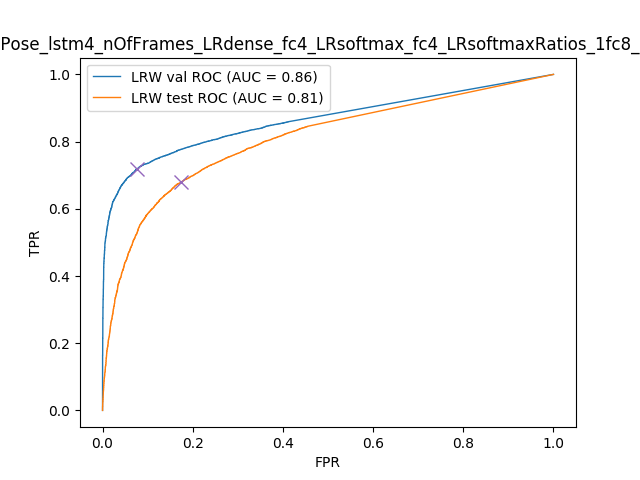 Pose_lstm4_nOfFrames_LRdense_fc4_LRsoftmax_fc4_LRsoftmaxRatios_1fc8_
LRW val ROC (AUC = 0.86)
LRW test ROC (AUC = 0.81)
1.0
0.8
0.6
0.4
0.2
0.0
TPR
0.0 0.2 0.4 0.6 0.8 1.0
FPR